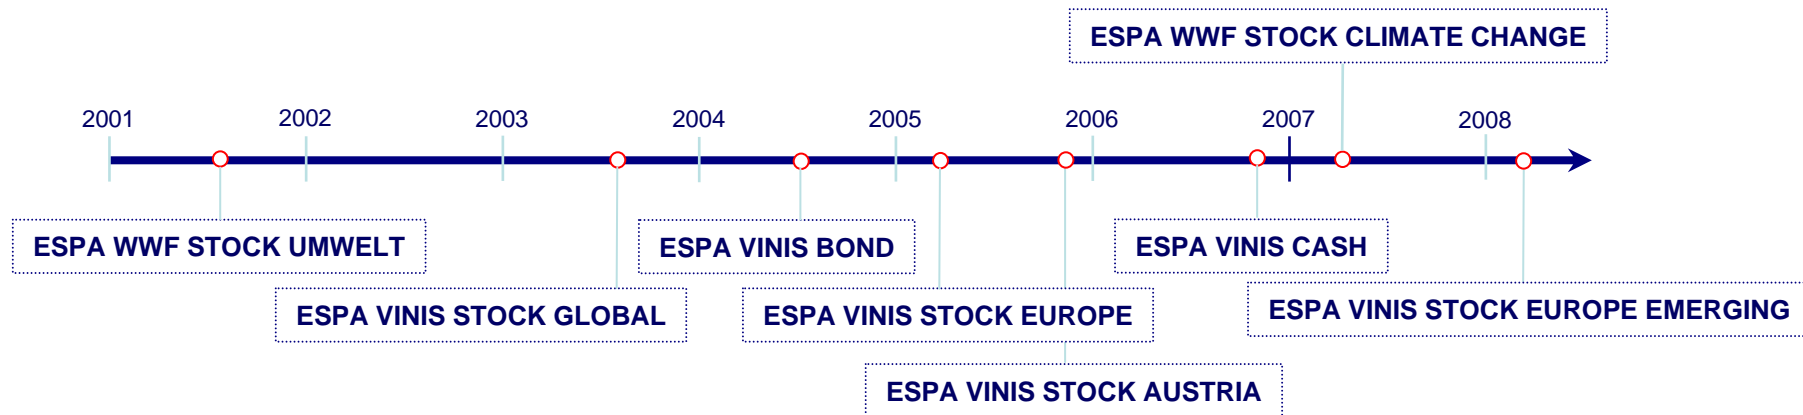 ESPA WWF STOCK CLIMATE CHANGE
2001 2002 2003 2004 2005 2006 2007 2008
ESPA WWF STOCK UMWELT
ESPA VINIS BOND
ESPA VINIS CASH
ESPA VINIS STOCK GLOBAL
ESPA VINIS STOCK EUROPE
ESPA VINIS STOCK EUROPE EMERGING
ESPA VINIS STOCK AUSTRIA